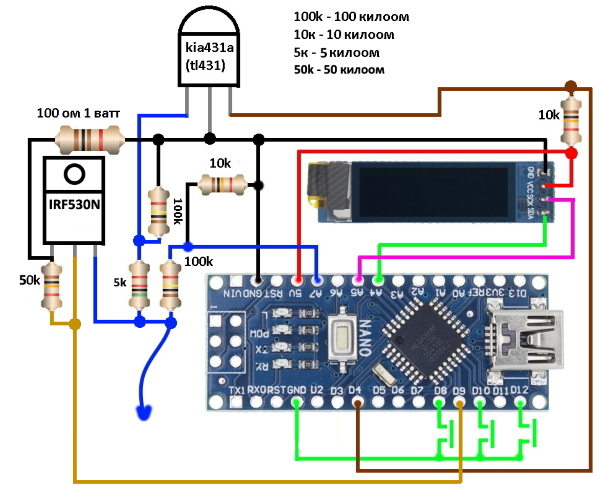 kia431a
(tl431)
100k - 100 килоом
10к - 10 килоом
5к - 5 килоом
50k - 50 килоом
100 ом 1 ватт
10k
10k
IRF530N
100k
100k
50k
5k
GND VCC SCK SDA
VIN GND RST 5V A7 A6 A5 A4 A3 A2 A1 A0 REF 3V3 D13
L
POW
TX
RX
NANO
TX1 RX0 RST GND D2 D3 D4 D5 D6 D7 D8 D9 D10 D11 D12